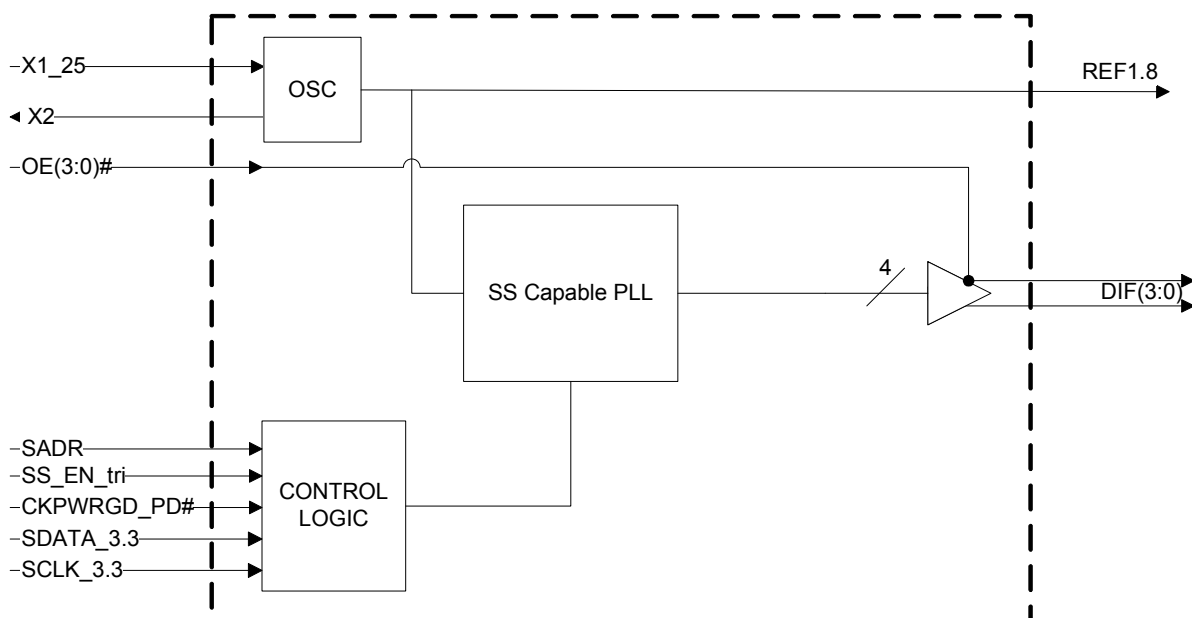 X1_25
OSC
REF1.8
X2
OE(3:0)#
4
SS Capable PLL
DIF(3:0)
SADR
SS_EN_tri
CKPWRGD_PD#
SDATA_3.3
SCLK_3.3
CONTROL
LOGIC